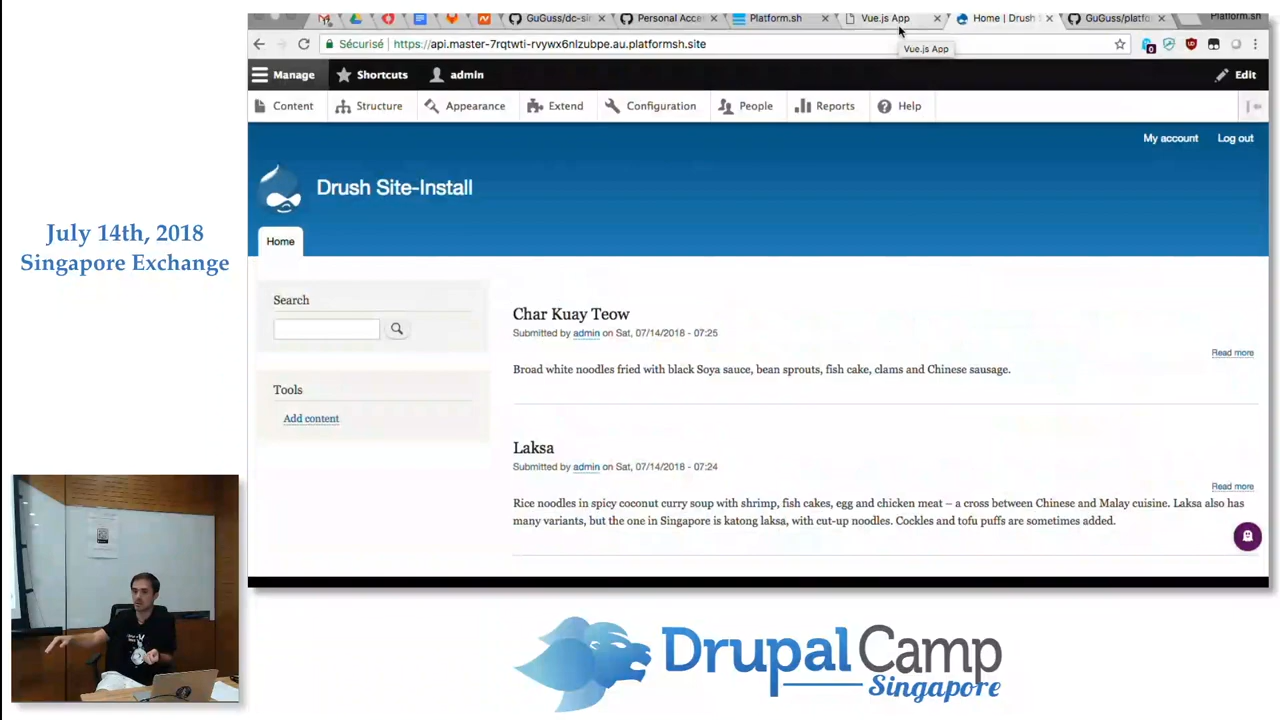 GuGuss/dc-sin
Personal Acce
Platform.sh
Vue.js App
Home | Drush
GuGuss/platfo
Platform.sh
Sécurisé
https://api.master-7rqtwti-rvywx6nlzubpe.au.platformsh.site
Vue.js App
Manage
Shortcuts
admin
Edit
Content
Structure
Appearance
Extend
Configuration
People
Reports
Help
My account
Log out
Drush Site-Install
Home
July 14th, 2018
Singapore Exchange
Search
Tools
Add content
Char Kuay Teow
Submitted by admin on Sat, 07/14/2018 - 07:25
Read more
Broad white noodles fried with black Soya sauce, bean sprouts, fish cake, clams and Chinese sausage.
Laksa
Submitted by admin on Sat, 07/14/2018 - 07:24
Read more
Rice noodles in spicy coconut curry soup with shrimp, fish cakes, egg and chicken meat – a cross between Chinese and Malay cuisine. Laksa also has
many variants, but the one in Singapore is katong laksa, with cut-up noodles. Cockles and tofu puffs are sometimes added.
DrupalCamp
Singapore